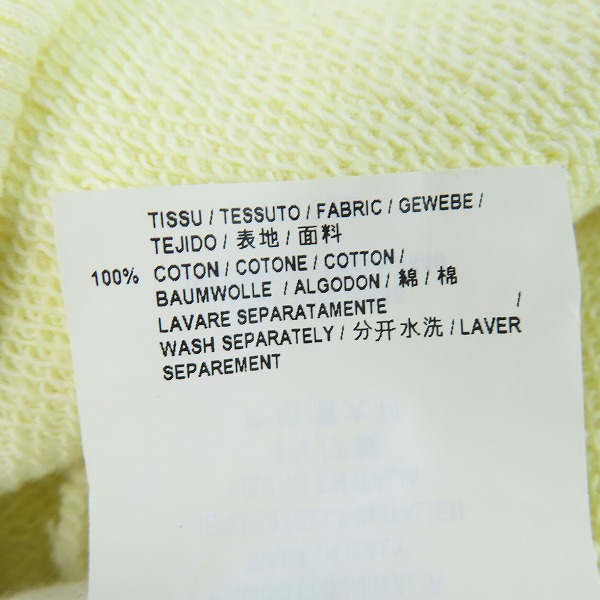 TISSU / TESSUTO / FABRIC / GEWEBE /
TEJIDO / 表地 / 面料
100% COTON / COTONE / COTTON /
BAUMWOLLE / ALGODON / 綿 / 棉
LAVARE SEPARATAMENTE /
WASH SEPARATELY / 分开水洗 / LAVER
SEPAREMENT